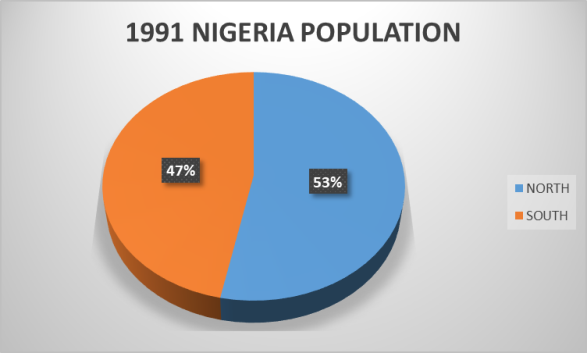 1991 NIGERIA POPULATION
47%
53%
NORTH
SOUTH